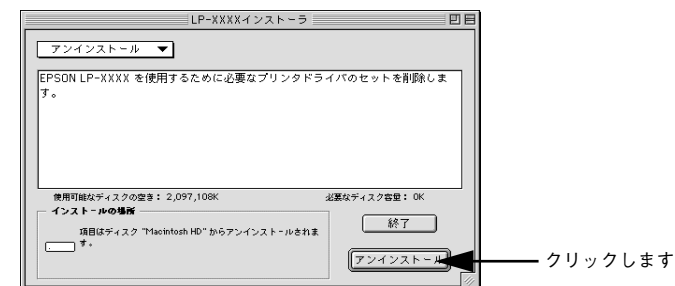 LP-XXXXインストーラ
アンインストール
EPSON LP-XXXX を使用するために必要なプリンタドライバのセットを削除しま
す。
使用可能なディスクの空き： 2,097,108K 必要なディスク容量： 0K
インストールの場所
項目はディスク "Macintosh HD" からアンインストールされま
す。
終了
アンインストール
クリックします